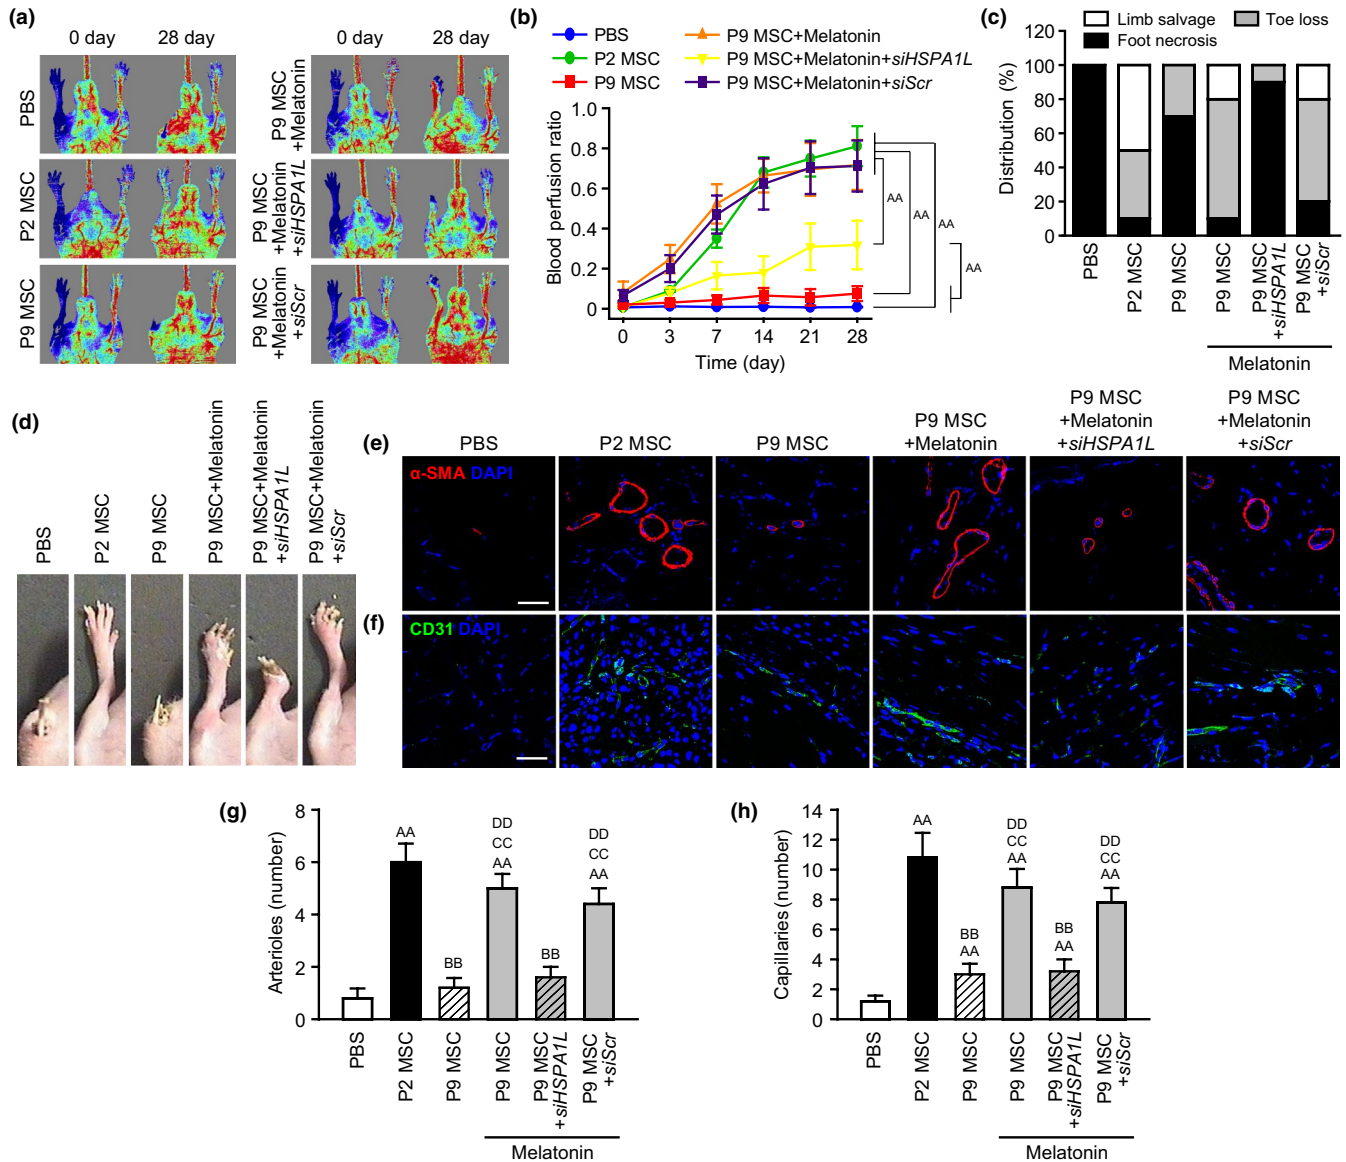 (a)
0 day
28 day
0 day
28 day
PBS
P2 MSC
P9 MSC
P9 MSC
+Melatonin
P9 MSC
+Melatonin
+siHSPA1L
P9 MSC
+Melatonin
+siScr
(b)
PBS
P2 MSC
P9 MSC
P9 MSC+Melatonin
P9 MSC+Melatonin+siHSPA1L
P9 MSC+Melatonin+siScr
Blood perfusion ratio
1.0
0.8
0.6
0.4
0.2
0
0 3 7 14 21 28
Time (day)
AA
AA
AA
AA
(c)
Limb salvage
Toe loss
Foot necrosis
Distribution (%)
120
100
80
60
40
20
0
PBS
P2 MSC
P9 MSC
P9 MSC
P9 MSC
+siHSPA1L
P9 MSC
+siScr
Melatonin
(d)
PBS
P2 MSC
P9 MSC
P9 MSC+Melatonin
P9 MSC+Melatonin
+siHSPA1L
P9 MSC+Melatonin
+siScr
(e)
PBS
P2 MSC
P9 MSC
P9 MSC
+Melatonin
P9 MSC
+Melatonin
+siHSPA1L
P9 MSC
+Melatonin
+siScr
α-SMA DAPI
(f)
CD31 DAPI
(g)
Arterioles (number)
8
6
4
2
0
AA
BB
DD
CC
AA
BB
DD
CC
AA
PBS
P2 MSC
P9 MSC
P9 MSC
P9 MSC
+siHSPA1L
P9 MSC
+siScr
Melatonin
(h)
Capillaries (number)
14
12
10
8
6
4
2
0
AA
BB
AA
DD
CC
AA
BB
AA
DD
CC
AA
PBS
P2 MSC
P9 MSC
P9 MSC
P9 MSC
+siHSPA1L
P9 MSC
+siScr
Melatonin